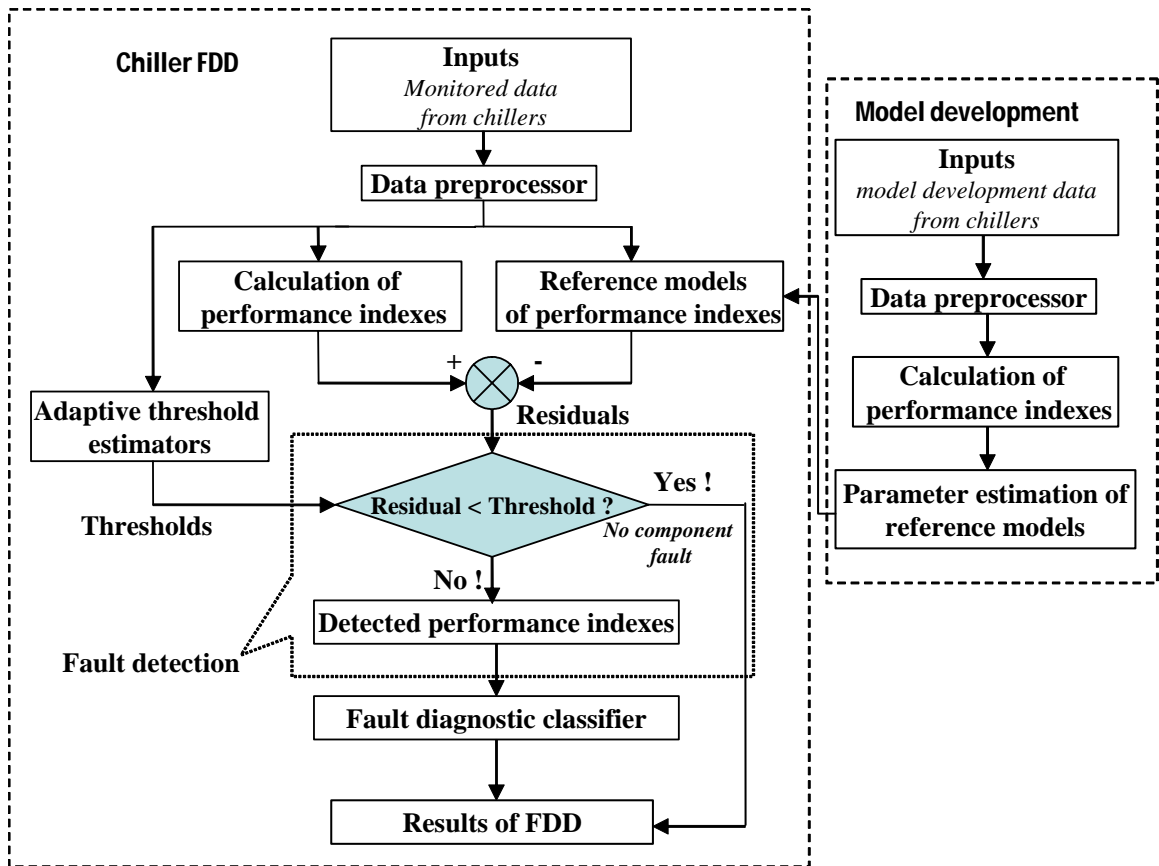 Chiller FDD
Inputs
Monitored data
from chillers
Data preprocessor
Calculation of
performance indexes
Reference models
of performance indexes
+
-
Adaptive threshold
estimators
Residuals
Residual < Threshold ?
Yes !
No component
fault
Thresholds
No !
Detected performance indexes
Fault detection
Fault diagnostic classifier
Results of FDD
Model development
Inputs
model development data
from chillers
Data preprocessor
Calculation of
performance indexes
Parameter estimation of
reference models